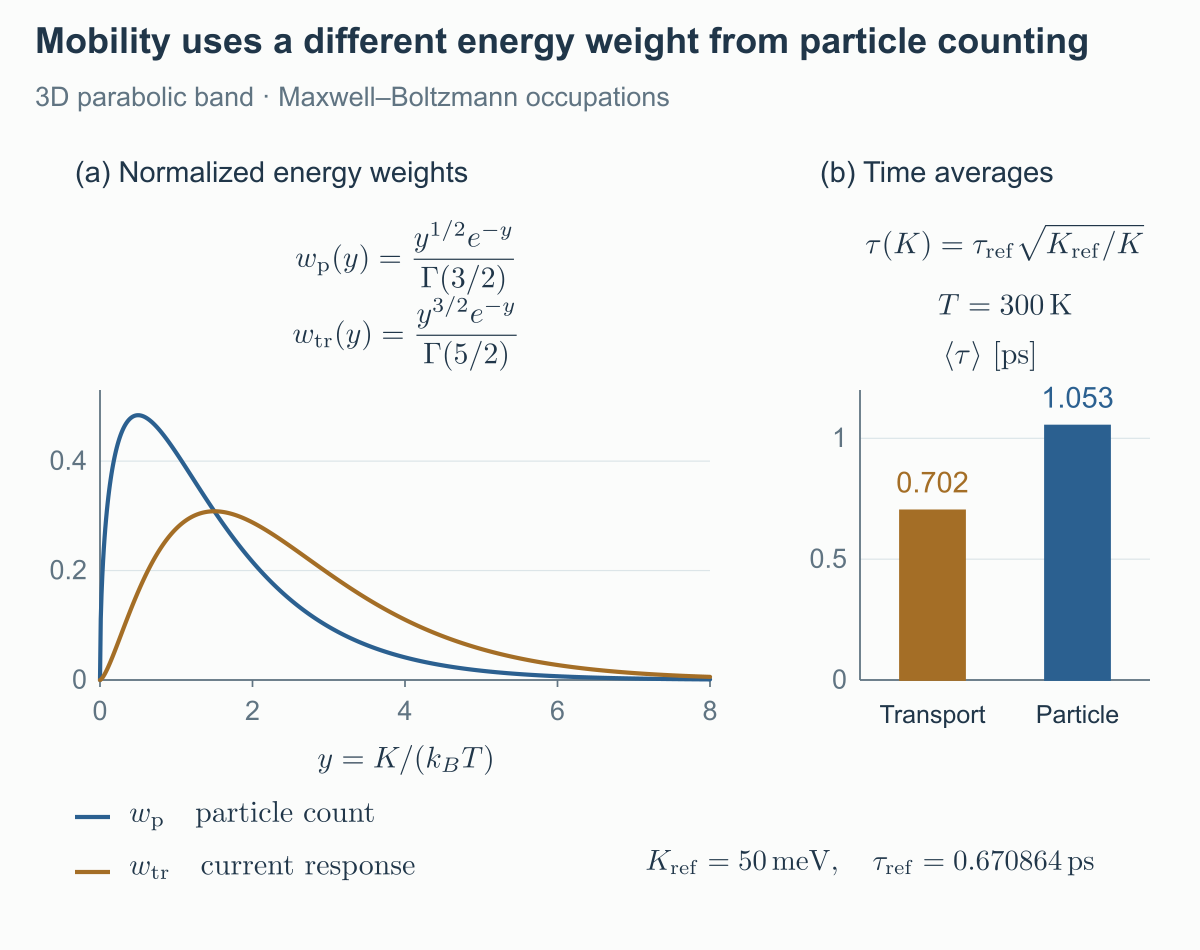 Mobility uses a different energy weight from particle counting
3D parabolic band · Maxwell–Boltzmann occupations
(a) Normalized energy weights
w_p(y) = y^{1/2}e^{-y} / Γ(3/2)
w_tr(y) = y^{3/2}e^{-y} / Γ(5/2)
0.4
0.2
0
0 2 4 6 8
y = K/(k_B T)
w_p particle count
w_tr current response
(b) Time averages
τ(K) = τ_ref √(K_ref/K)
T = 300 K
⟨τ⟩ [ps]
1.053
1
0.702
0.5
0
Transport Particle
K_ref = 50 meV, τ_ref = 0.670864 ps